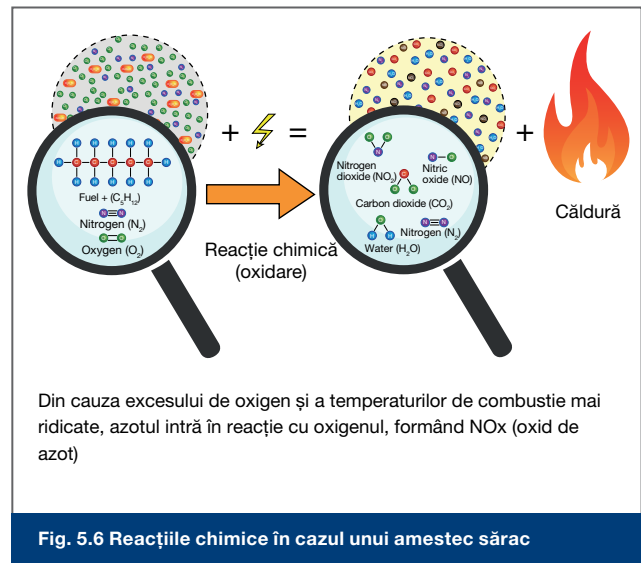 + =
+
Fuel + (C₅H₁₂)
Nitrogen (N₂)
Oxygen (O₂)
Reacție chimică
(oxidare)
Nitrogen
dioxide (NO₂)
Nitric
oxide (NO)
Carbon dioxide (CO₂)
Water (H₂O)
Nitrogen (N₂)
Căldură
Din cauza excesului de oxigen și a temperaturilor de combustie mai
ridicate, azotul intră în reacție cu oxigenul, formând NOx (oxid de
azot)
Fig. 5.6 Reacțiile chimice în cazul unui amestec sărac